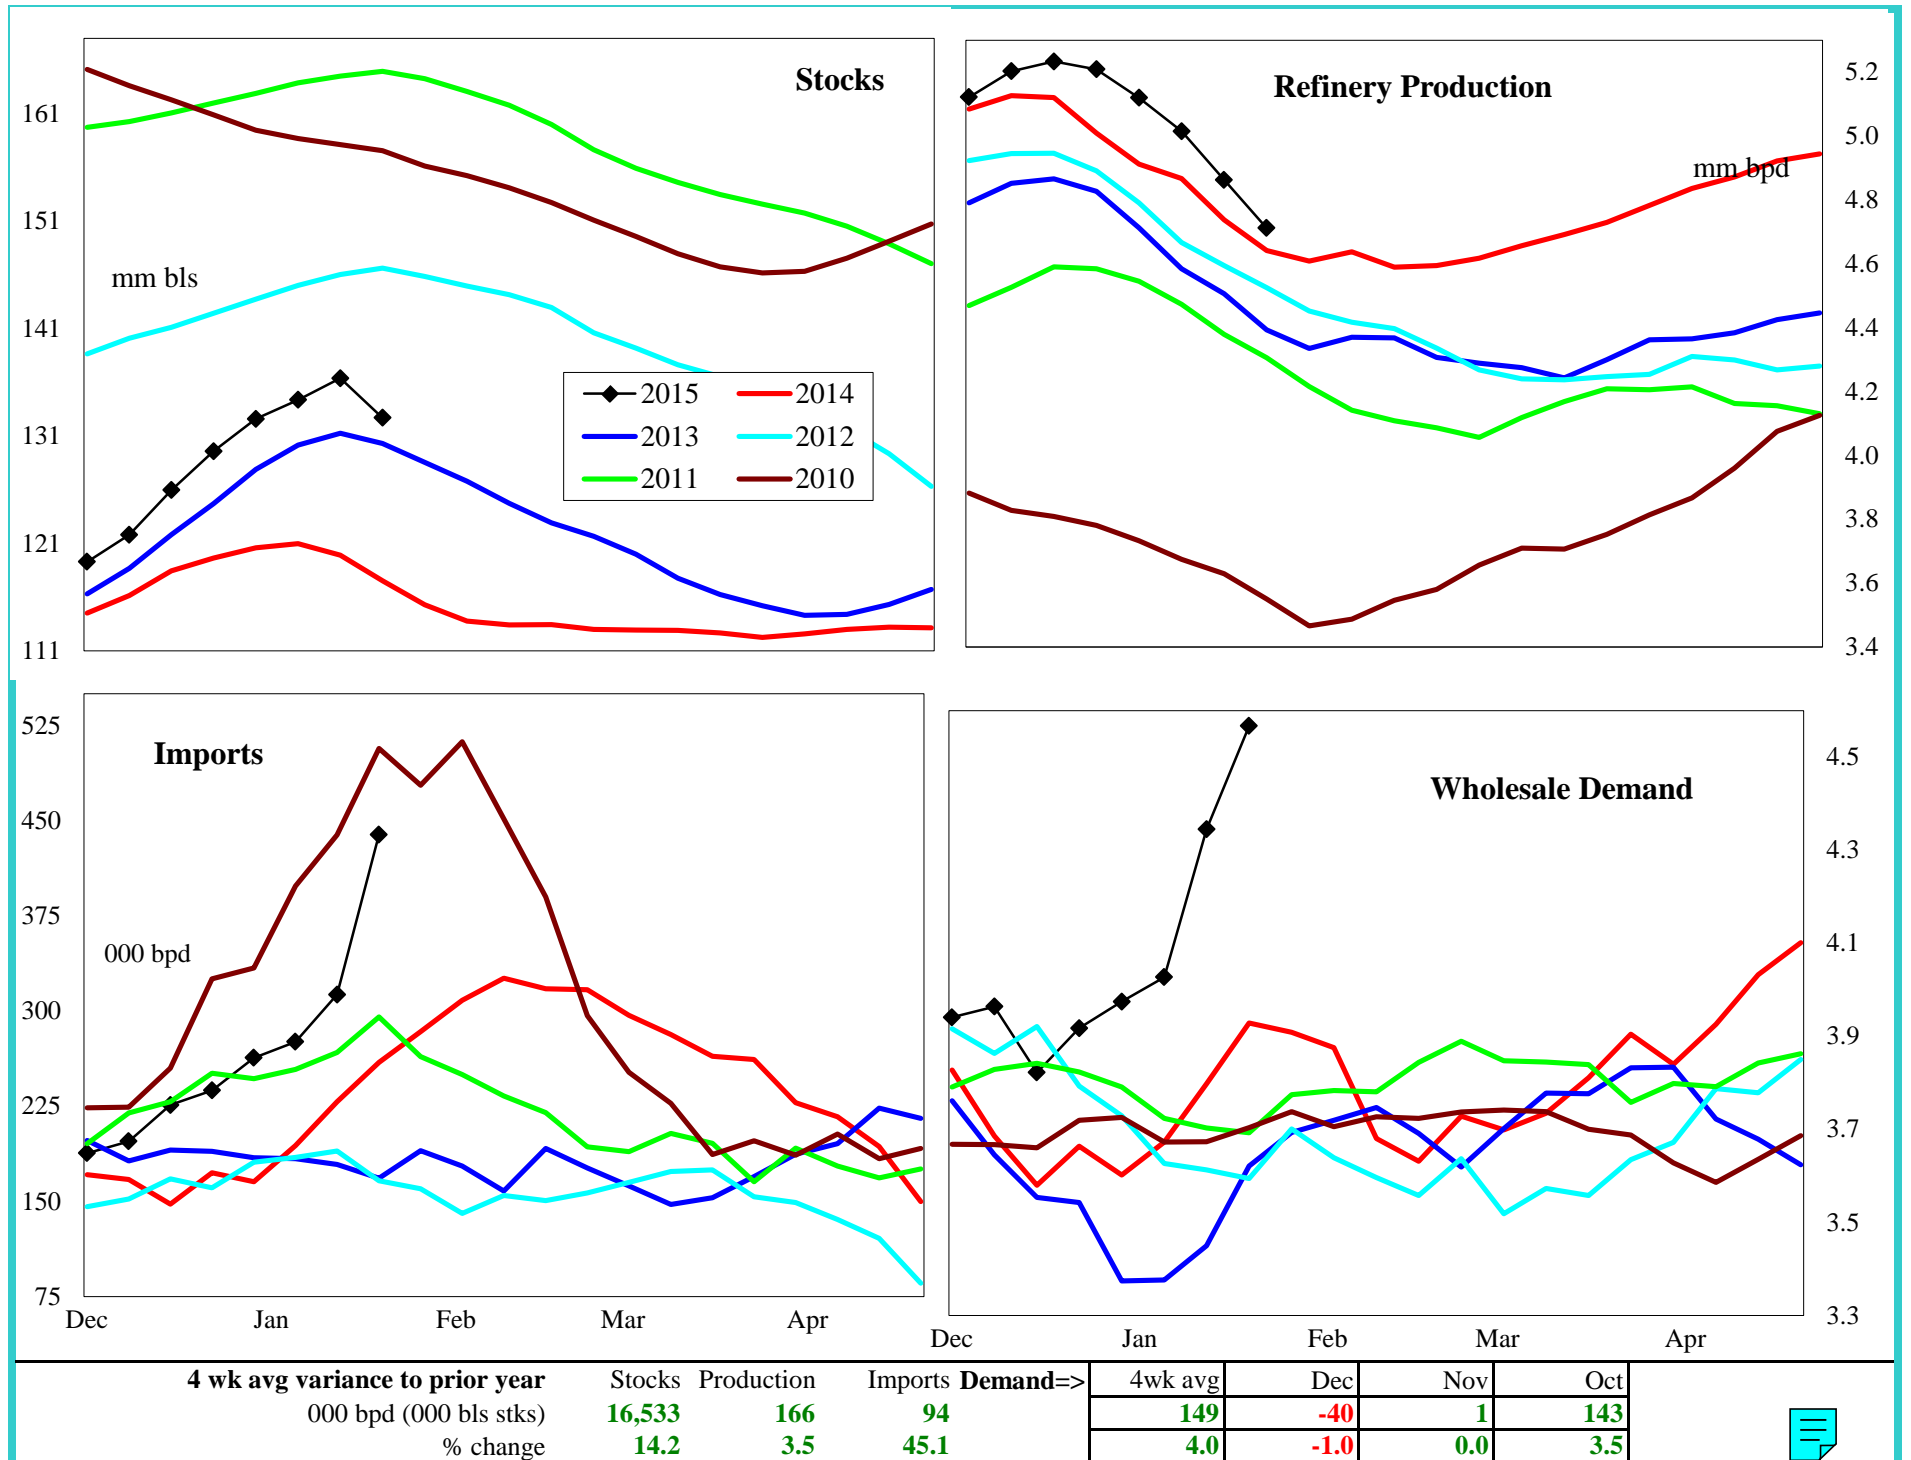 Stocks
161
151
141
131
121
111
mm bls
2015 2014
2013 2012
2011 2010
Refinery Production
mm bpd
5.2
5.0
4.8
4.6
4.4
4.2
4.0
3.8
3.6
3.4
Imports
525
450
375
300
225
150
75
000 bpd
Dec Jan Feb Mar Apr
Wholesale Demand
4.5
4.3
4.1
3.9
3.7
3.5
3.3
Dec Jan Feb Mar Apr
4 wk avg variance to prior year Stocks Production Imports Demand=> 4wk avg Dec Nov Oct
000 bpd (000 bls stks) 16,533 166 94 149 -40 1 143
% change 14.2 3.5 45.1 4.0 -1.0 0.0 3.5